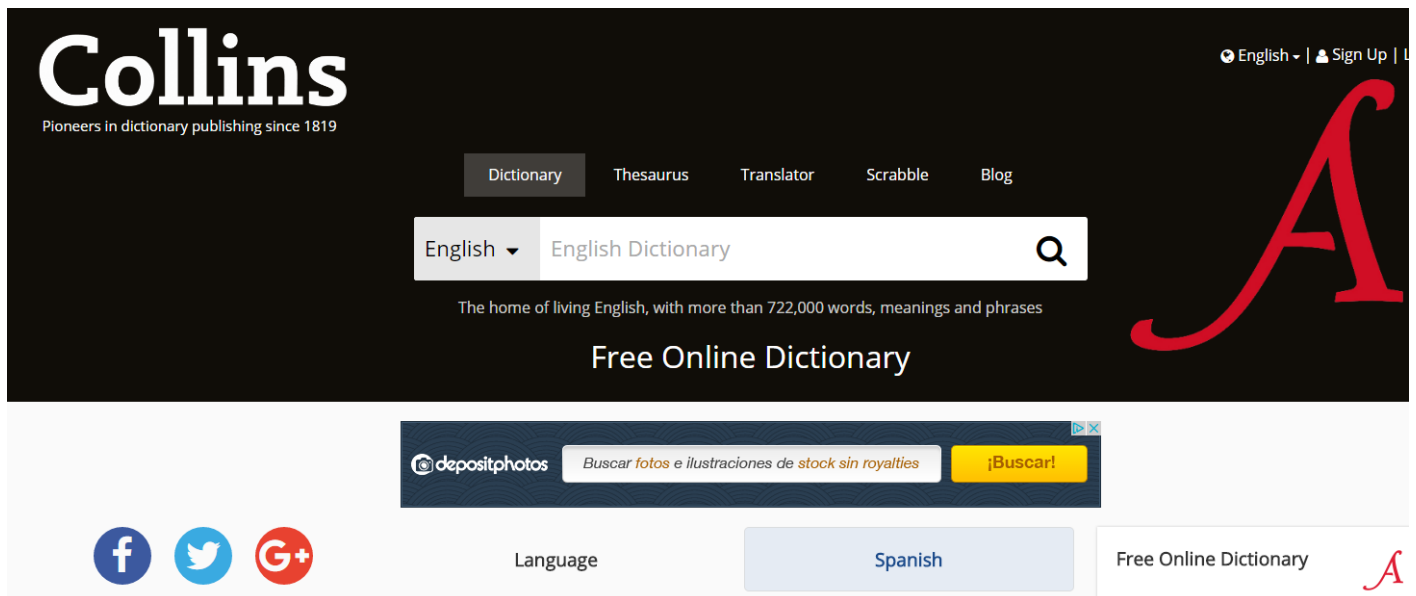 Collins
Pioneers in dictionary publishing since 1819
English | Sign Up | L
Dictionary Thesaurus Translator Scrabble Blog
English English Dictionary
The home of living English, with more than 722,000 words, meanings and phrases
Free Online Dictionary
A
depositphotos Buscar fotos e ilustraciones de stock sin royalties ¡Buscar!
f G+ Language Spanish Free Online Dictionary A